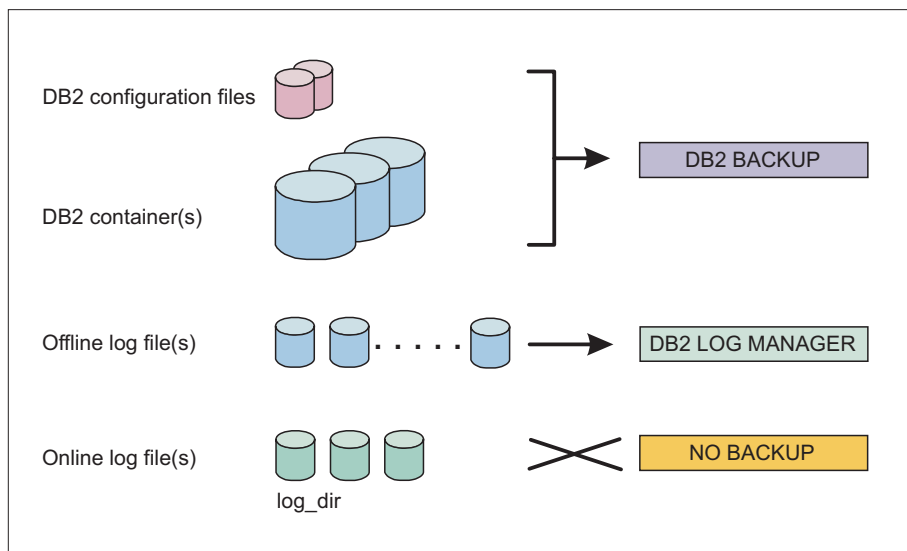 DB2 configuration files
DB2 BACKUP
DB2 container(s)
Offline log file(s)
DB2 LOG MANAGER
Online log file(s)
NO BACKUP
log_dir